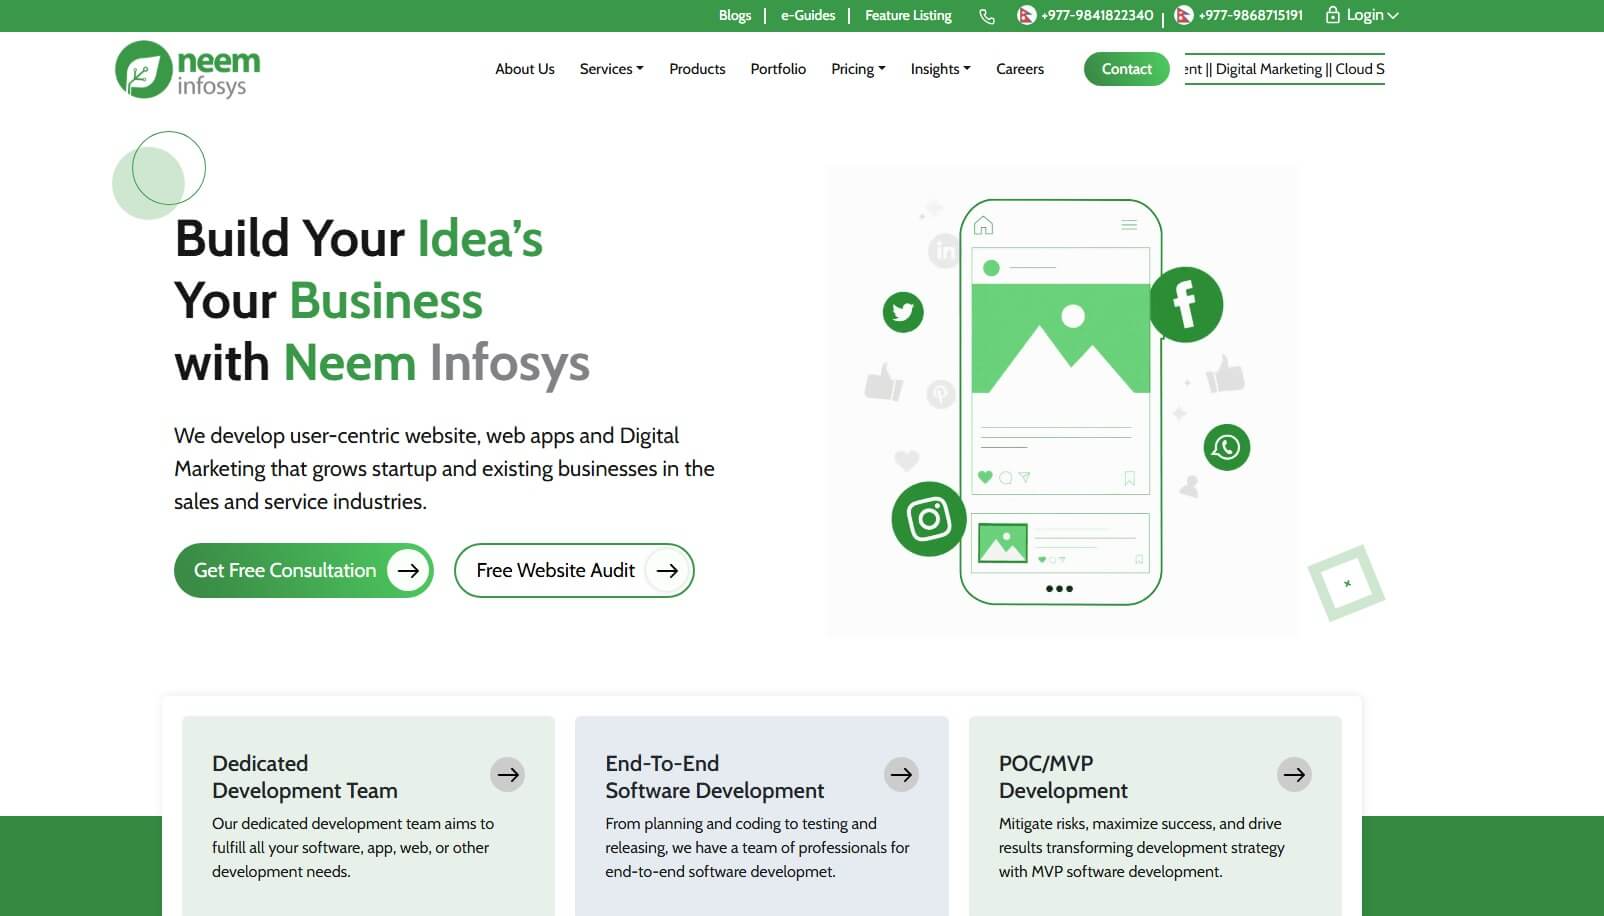 Blogs | e-Guides | Feature Listing +977-9841822340 | +977-9868715191 Login
neem
infosys
About Us Services Products Portfolio Pricing Insights Careers Contact ent || Digital Marketing || Cloud S
Build Your Idea’s
Your Business
with Neem Infosys
We develop user-centric website, web apps and Digital
Marketing that grows startup and existing businesses in the
sales and service industries.
Get Free Consultation
Free Website Audit
in
f
Dedicated
Development Team
Our dedicated development team aims to
fulfill all your software, app, web, or other
development needs.
End-To-End
Software Development
From planning and coding to testing and
releasing, we have a team of professionals for
end-to-end software developmet.
POC/MVP
Development
Mitigate risks, maximize success, and drive
results transforming development strategy
with MVP software development.